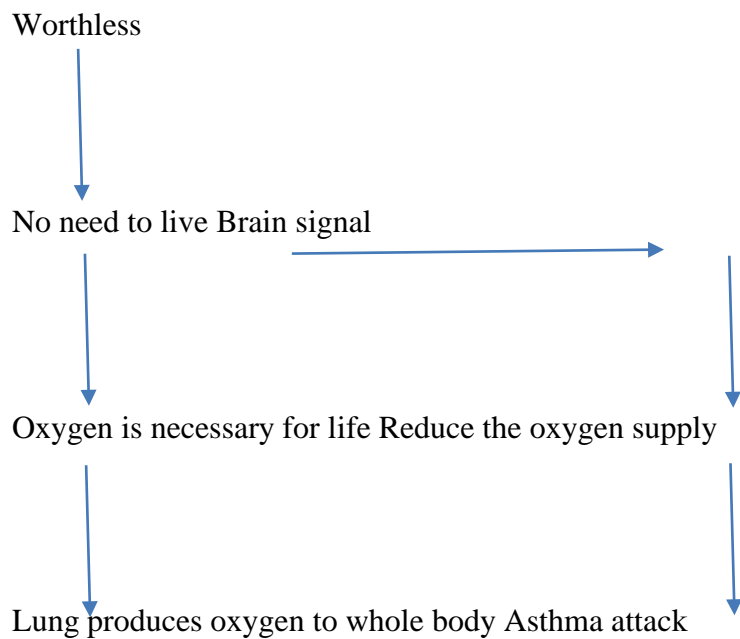 Worthless
No need to live Brain signal
Oxygen is necessary for life Reduce the oxygen supply
Lung produces oxygen to whole body Asthma attack